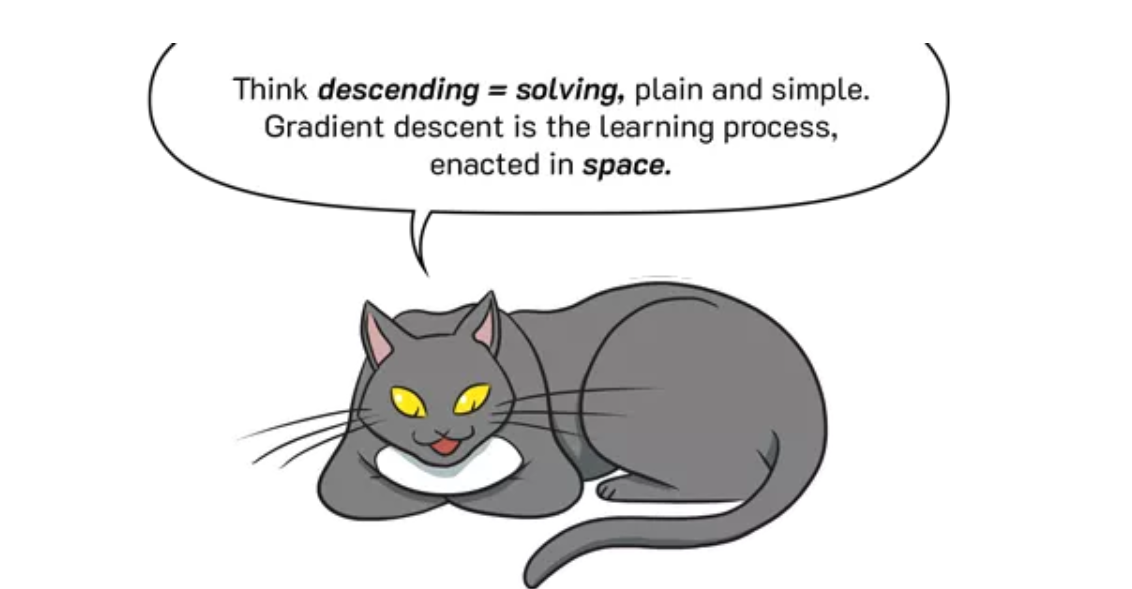 Think descending = solving, plain and simple.
Gradient descent is the learning process,
enacted in space.